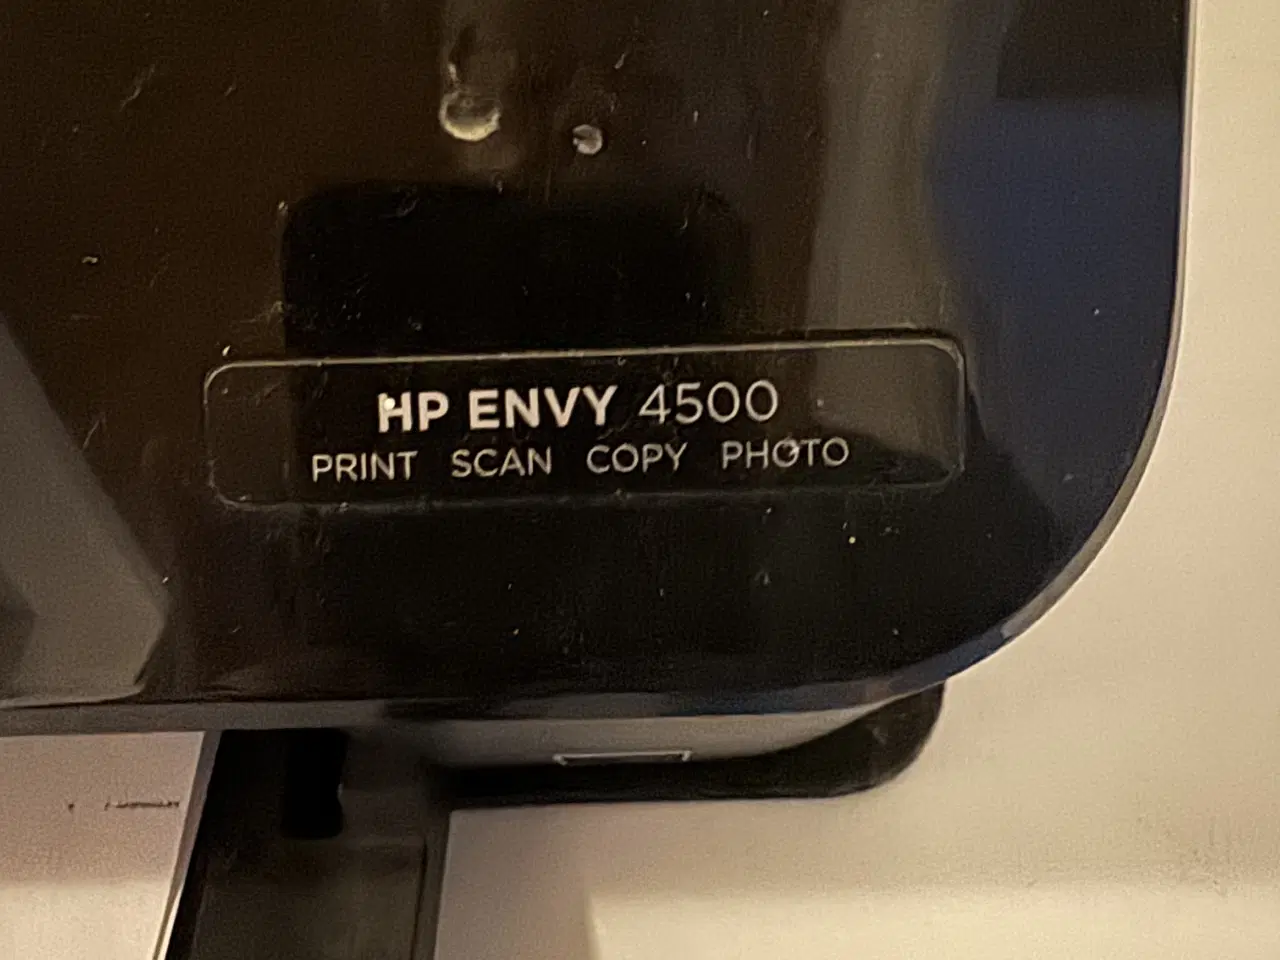 HP ENVY 4500
PRINT SCAN COPY PHOTO